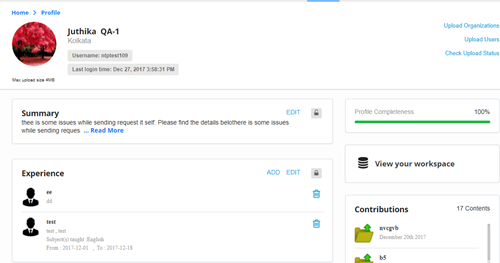 Home > Profile
Juthika QA-1
Kolkata
Username: ntptest109
Last login time: Dec 27, 2017 3:58:31 PM
Max upload size 4MB
Upload Organizations
Upload Users
Check Upload Status
Summary EDIT
thee is some issues while sending request it self. Please find the details belothere is some issues
while sending reques ... Read More
Profile Completeness 100%
View your workspace
Experience ADD EDIT
ee
dd
test
test , test
Subject(s) taught :English
From : 2017-12-01 , To : 2017-12-18
Contributions 17 Contents
nvcgvb
December 20th 2017
b5